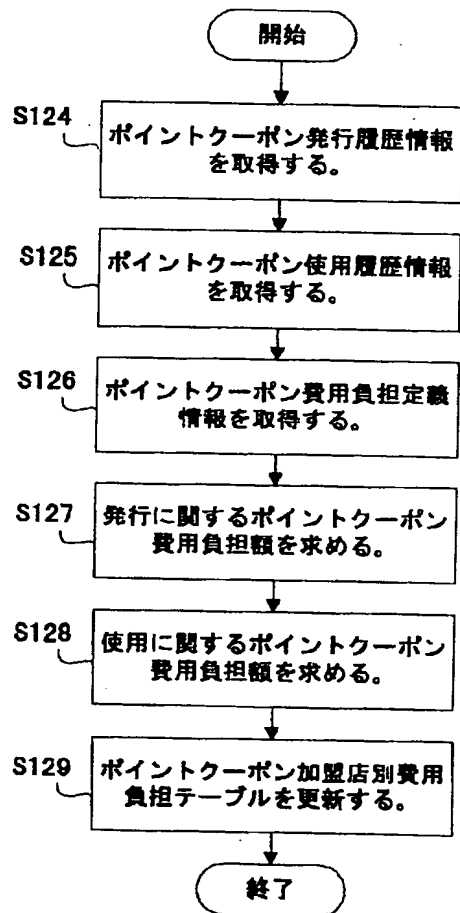 開始
S124
ポイントクーポン発行履歴情報
を取得する。
S125
ポイントクーポン使用履歴情報
を取得する。
S126
ポイントクーポン費用負担定義
情報を取得する。
S127
発行に関するポイントクーポン
費用負担額を求める。
S128
使用に関するポイントクーポン
費用負担額を求める。
S129
ポイントクーポン加盟店別費用
負担テーブルを更新する。
終了